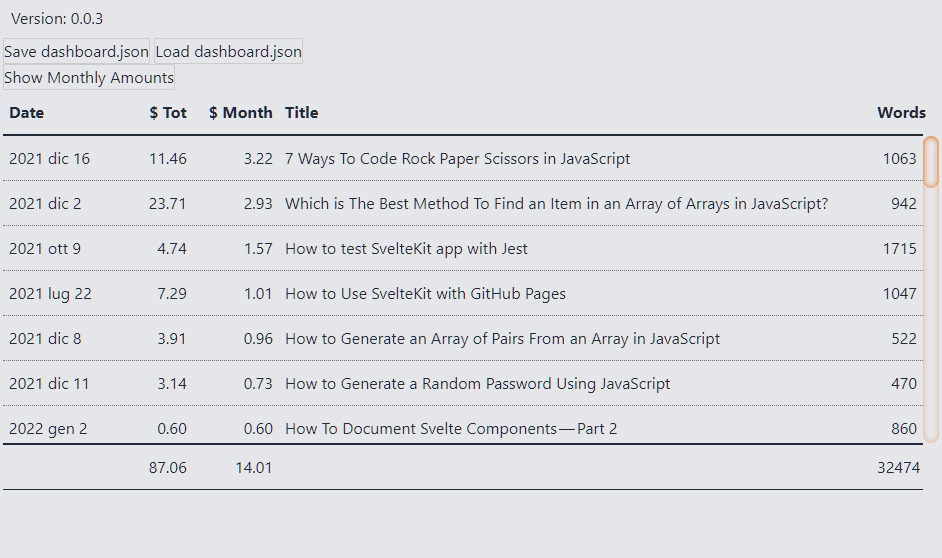 Version: 0.0.3
Save dashboard.json Load dashboard.json
Show Monthly Amounts
Date $ Tot $ Month Title Words
2021 dic 16 11.46 3.22 7 Ways To Code Rock Paper Scissors in JavaScript 1063
2021 dic 2 23.71 2.93 Which is The Best Method To Find an Item in an Array of Arrays in JavaScript? 942
2021 ott 9 4.74 1.57 How to test SvelteKit app with Jest 1715
2021 lug 22 7.29 1.01 How to Use SvelteKit with GitHub Pages 1047
2021 dic 8 3.91 0.96 How to Generate an Array of Pairs From an Array in JavaScript 522
2021 dic 11 3.14 0.73 How to Generate a Random Password Using JavaScript 470
2022 gen 2 0.60 0.60 How To Document Svelte Components — Part 2 860
87.06 14.01 32474